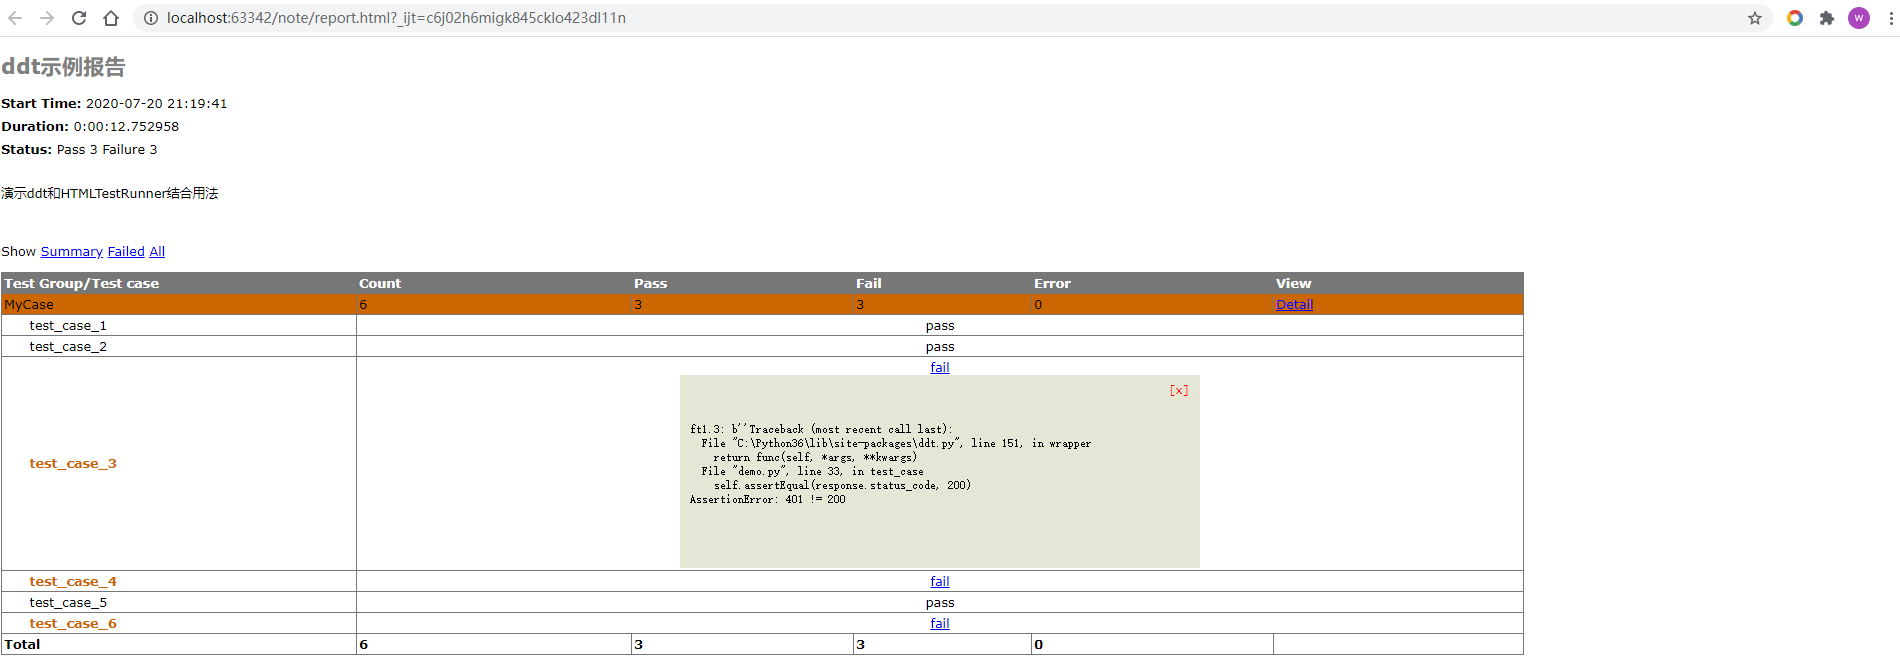 localhost:63342/note/report.html?_ijt=c6j02h6migk845cklo423dl11n
W
ddt示例报告
Start Time: 2020-07-20 21:19:41
Duration: 0:00:12.752958
Status: Pass 3 Failure 3
演示ddt和HTMLTestRunner结合用法
Show Summary Failed All
Test Group/Test case Count Pass Fail Error View
MyCase 6 3 3 0 Detail
test_case_1 pass
test_case_2 pass
fail
[x]
ft1.3: b''Traceback (most recent call last):
File "C:\Python36\lib\site-packages\ddt.py", line 151, in wrapper
return func(self, *args, **kwargs)
File "demo.py", line 33, in test_case
self.assertEqual(response.status_code, 200)
AssertionError: 401 != 200
test_case_3
test_case_4 fail
test_case_5 pass
test_case_6 fail
Total 6 3 3 0